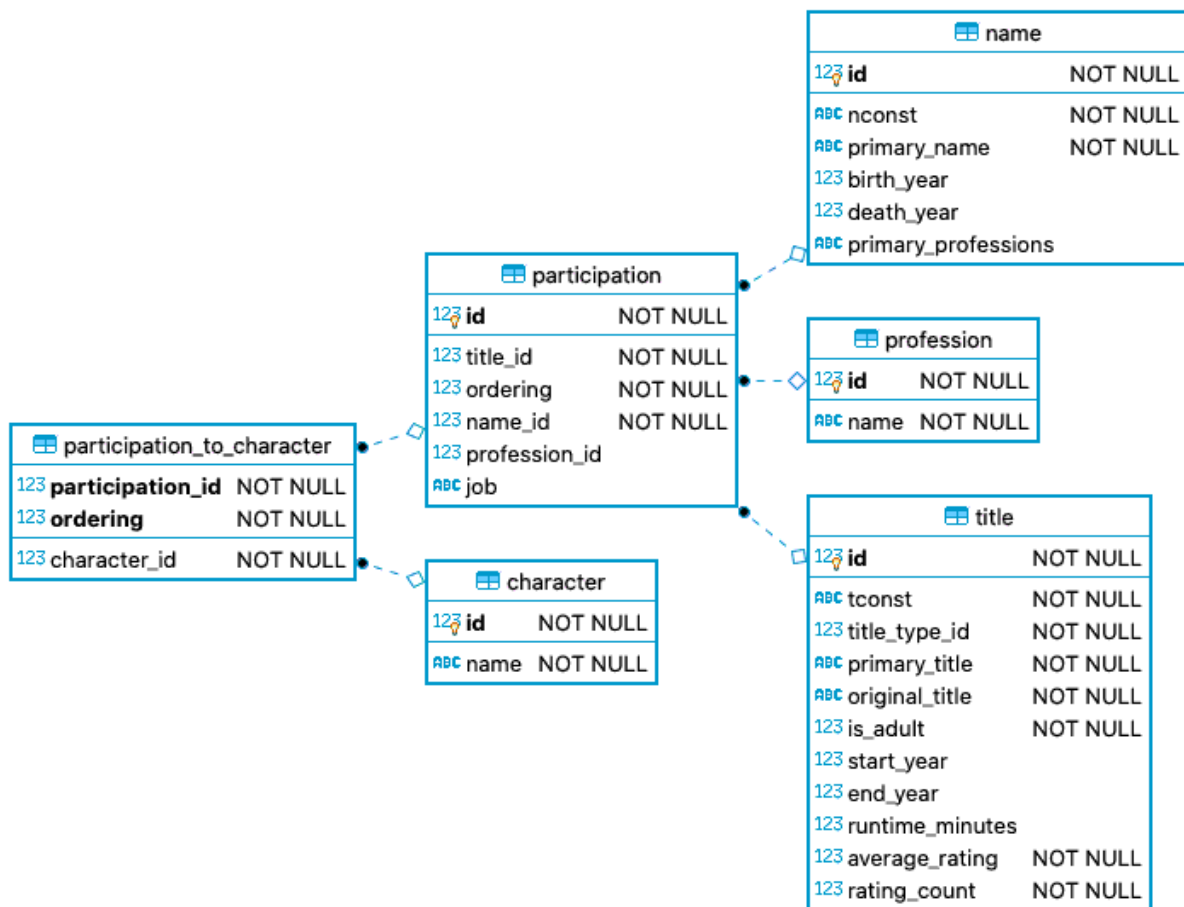 name
123 id NOT NULL
ABC nconst NOT NULL
ABC primary_name NOT NULL
123 birth_year
123 death_year
ABC primary_professions
participation
123 id NOT NULL
123 title_id NOT NULL
123 ordering NOT NULL
123 name_id NOT NULL
123 profession_id
ABC job
profession
123 id NOT NULL
ABC name NOT NULL
participation_to_character
123 participation_id NOT NULL
123 ordering NOT NULL
123 character_id NOT NULL
character
123 id NOT NULL
ABC name NOT NULL
title
123 id NOT NULL
ABC tconst NOT NULL
123 title_type_id NOT NULL
ABC primary_title NOT NULL
ABC original_title NOT NULL
123 is_adult NOT NULL
123 start_year
123 end_year
123 runtime_minutes
123 average_rating NOT NULL
123 rating_count NOT NULL